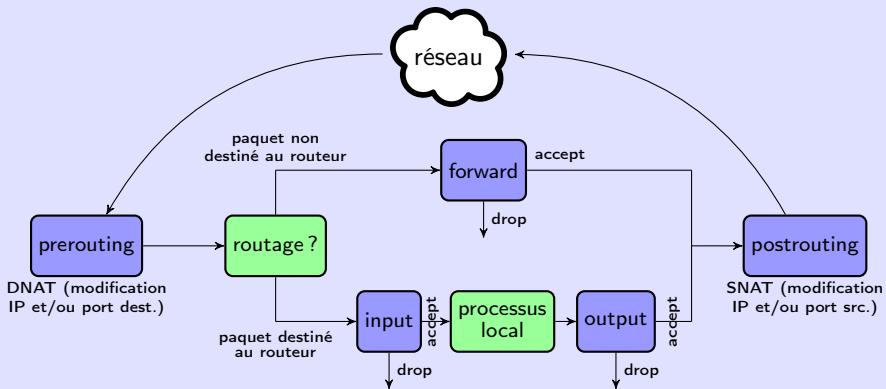 réseau
paquet non
destiné au routeur
forward
accept
drop
prerouting
routage ?
postrouting
DNAT (modification
IP et/ou port dest.)
SNAT (modification
IP et/ou port src.)
paquet destiné
au routeur
input
accept
processus
local
output
accept
drop
drop